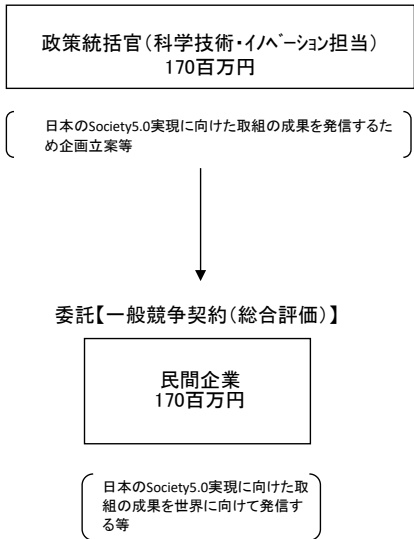 政策統括官(科学技術・イノベーション担当)
170百万円
日本のSociety5.0実現に向けた取組の成果を発信するた
め企画立案等
委託【一般競争契約(総合評価)】
民間企業
170百万円
日本のSociety5.0実現に向けた取
組の成果を世界に向けて発信す
る等